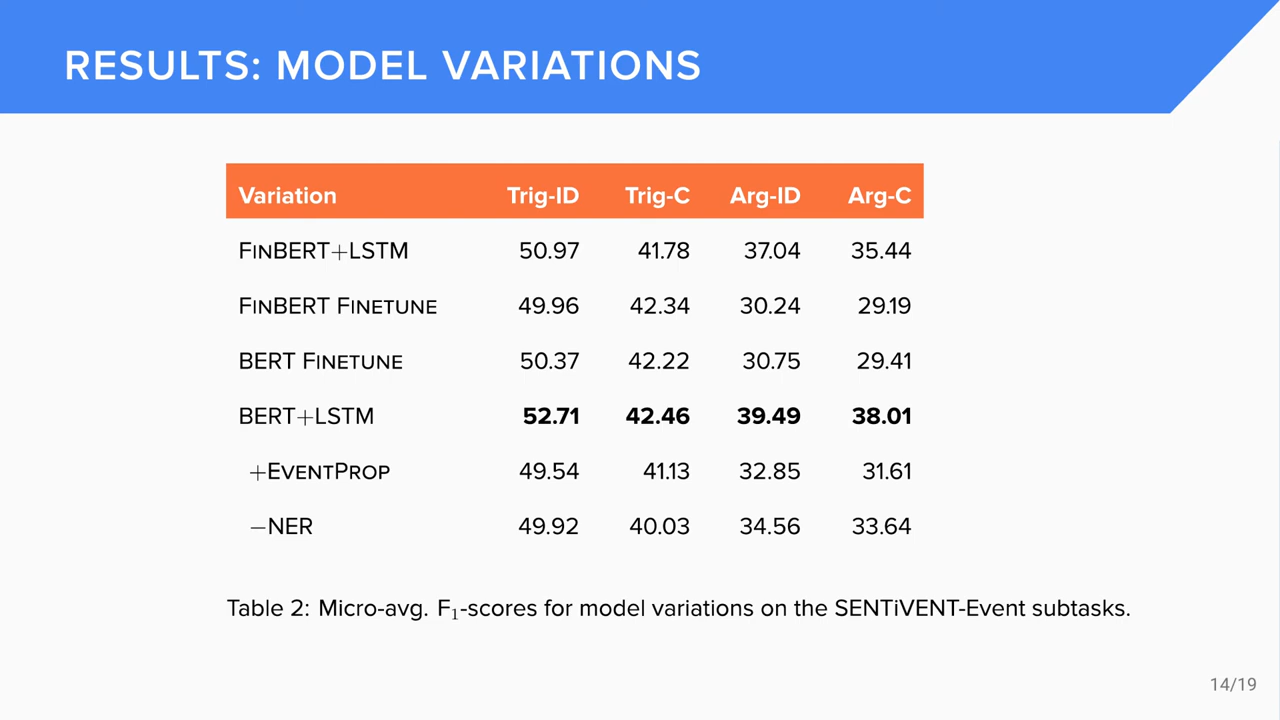 RESULTS: MODEL VARIATIONS
Variation Trig-ID Trig-C Arg-ID Arg-C
FINBERT+LSTM 50.97 41.78 37.04 35.44
FINBERT FINETUNE 49.96 42.34 30.24 29.19
BERT FINETUNE 50.37 42.22 30.75 29.41
BERT+LSTM 52.71 42.46 39.49 38.01
+EVENTPROP 49.54 41.13 32.85 31.61
−NER 49.92 40.03 34.56 33.64
Table 2: Micro-avg. F₁-scores for model variations on the SENTiVENT-Event subtasks.
14/19